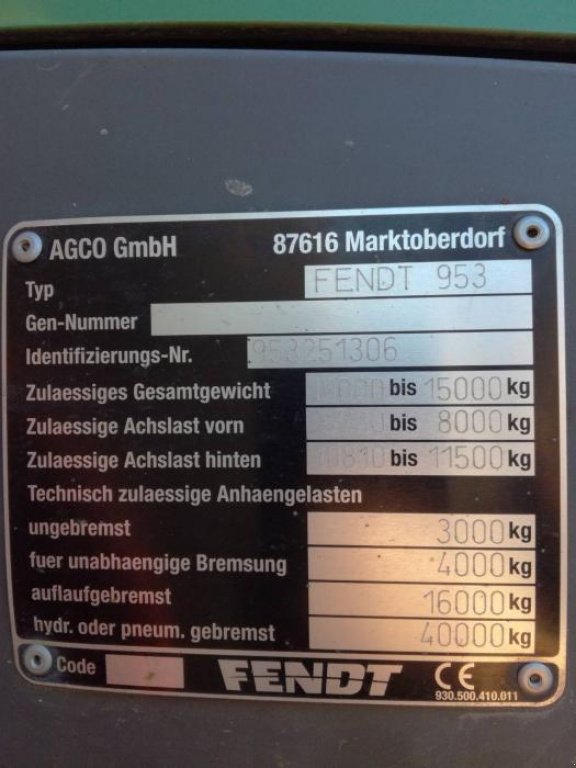 AGCO GmbH 87616 Marktoberdorf
Typ FENDT 953
Gen-Nummer
Identifizierungs-Nr. 953251306
Zulaessiges Gesamtgewicht bis 15000 kg
Zulaessige Achslast vorn bis 8000 kg
Zulaessige Achslast hinten 10810 bis 11500 kg
Technisch zulaessige Anhaengelasten
ungebremst 3000 kg
fuer unabhaengige Bremsung 4000 kg
auflaufgebremst 16000 kg
hydr. oder pneum. gebremst 40000 kg
Code FENDT CE
930.500.410.011